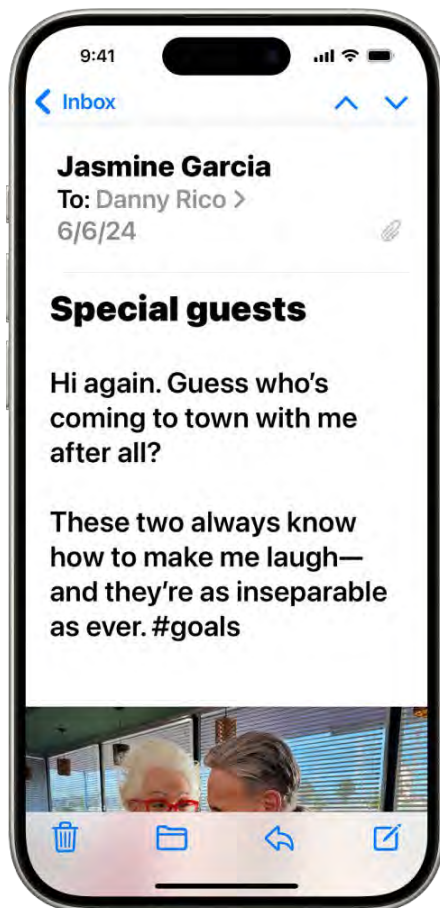 9:41
Inbox
Jasmine Garcia
To: Danny Rico >
6/6/24
Special guests
Hi again. Guess who’s
coming to town with me
after all?
These two always know
how to make me laugh—
and they’re as inseparable
as ever. #goals